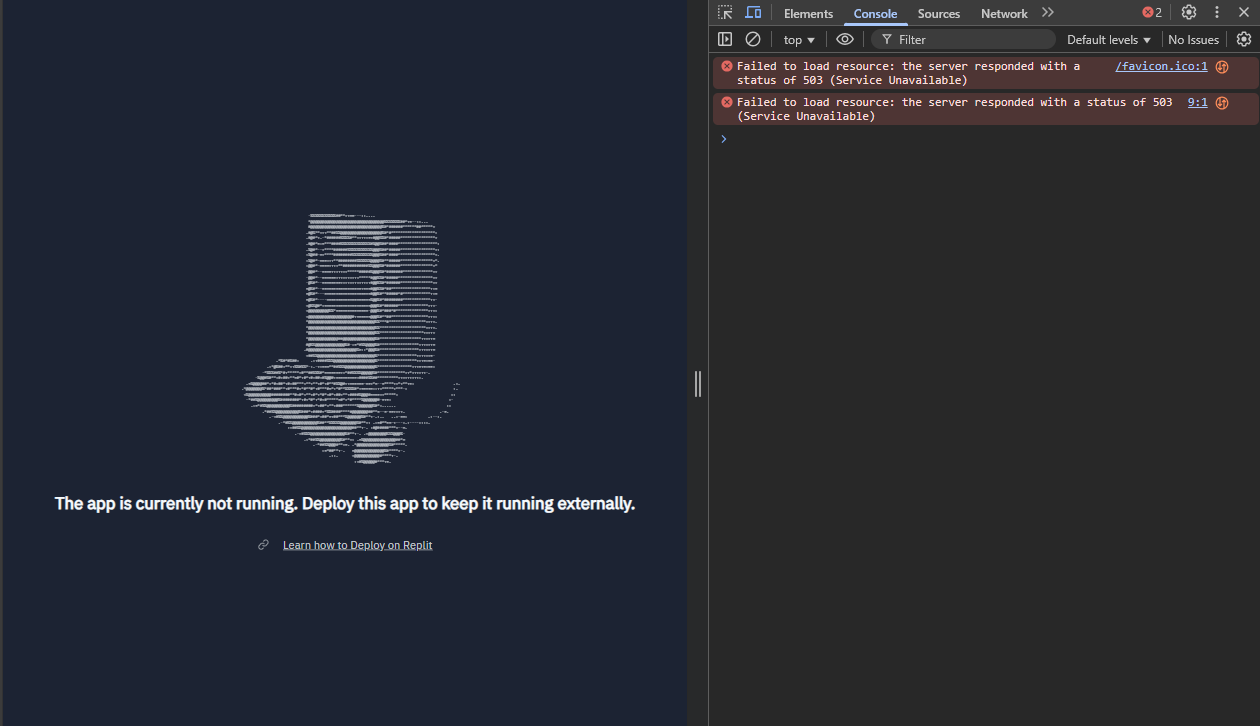 The app is currently not running. Deploy this app to keep it running externally.
Learn how to Deploy on Replit
Elements
Console
Sources
Network
2
top
Filter
Default levels
No Issues
Failed to load resource: the server responded with a /favicon.ico:1
status of 503 (Service Unavailable)
Failed to load resource: the server responded with a status of 503 9:1
(Service Unavailable)